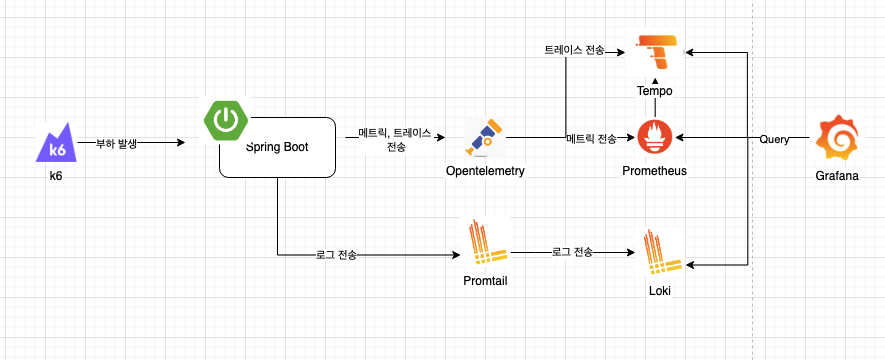 트레이스 전송
Tempo
k6
k6
부하 발생
Spring Boot
메트릭, 트레이스
전송
Opentelemetry
메트릭 전송
Prometheus
Query
Grafana
로그 전송
Promtail
로그 전송
Loki